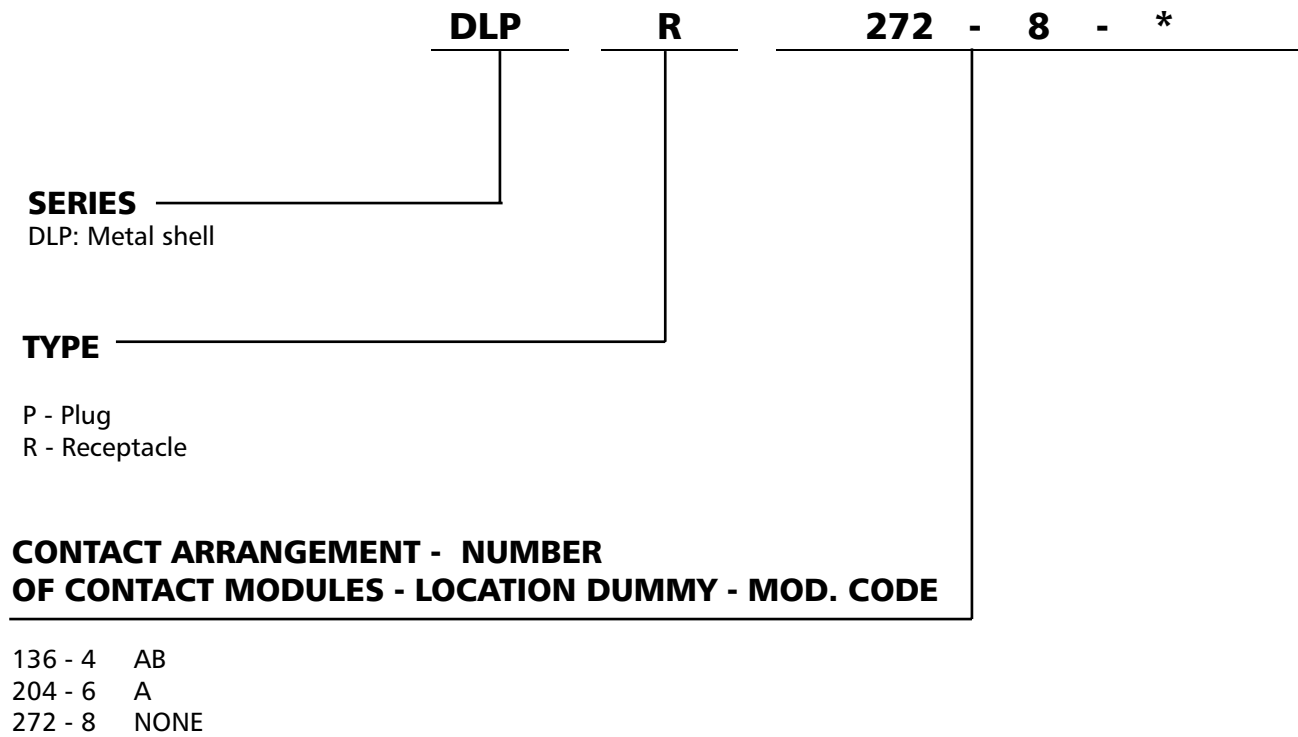 DLP R 272 - 8 - *
SERIES
DLP: Metal shell
TYPE
P - Plug
R - Receptacle
CONTACT ARRANGEMENT - NUMBER
OF CONTACT MODULES - LOCATION DUMMY - MOD. CODE
136 - 4 AB
204 - 6 A
272 - 8 NONE